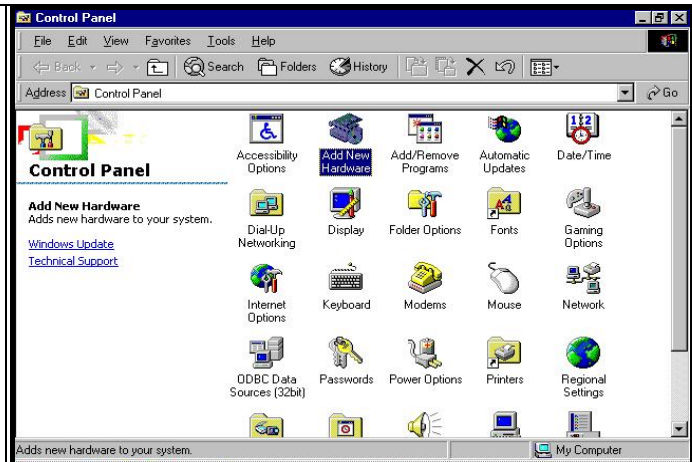 Control Panel
File Edit View Favorites Tools Help
Back Search Folders History
Address Control Panel Go
Control Panel
Add New Hardware
Adds new hardware to your system.
Windows Update
Technical Support
Accessibility Options
Add New Hardware
Add/Remove Programs
Automatic Updates
Date/Time
Dial-Up Networking
Display
Folder Options
Fonts
Gaming Options
Internet Options
Keyboard
Modems
Mouse
Network
ODBC Data Sources (32bit)
Passwords
Power Options
Printers
Regional Settings
Adds new hardware to your system. My Computer